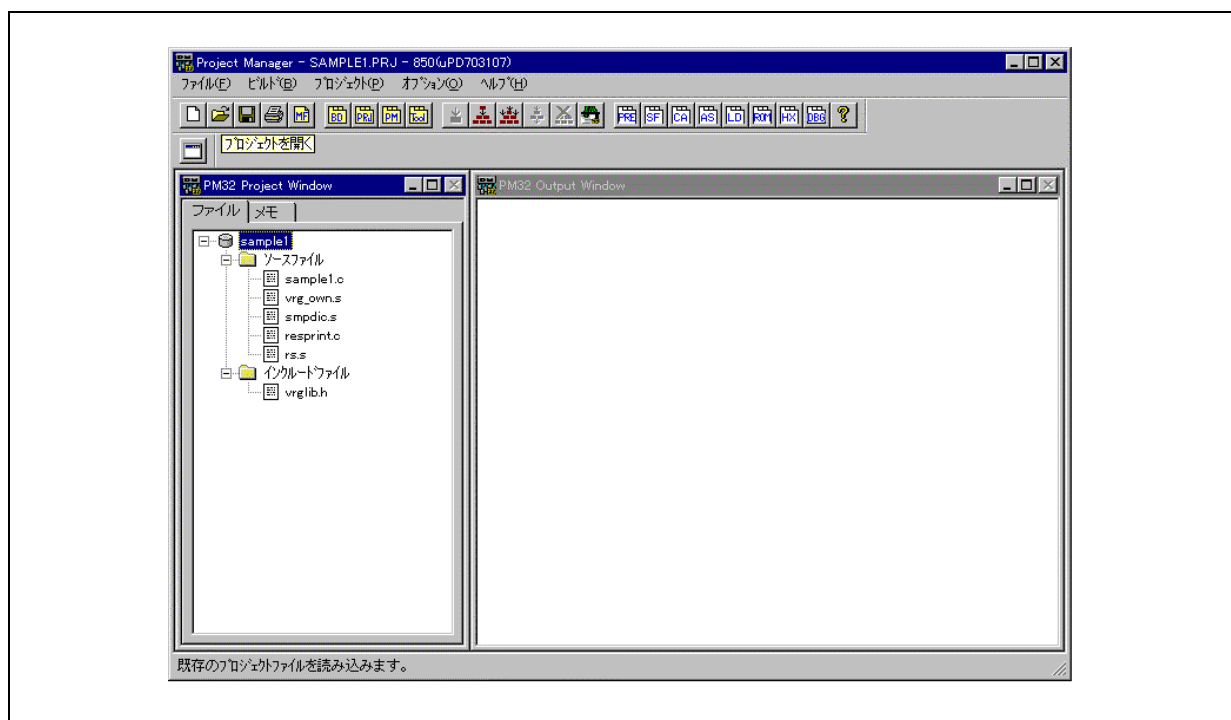 Project Manager - SAMPLE1.PRJ - 850(uPD703107)
ファイル(F) ビルド(B) プロジェクト(P) オプション(O) ヘルプ(H)
MF BD PRJ PM Tool PRE SF CA AS LD ROM HX DBG ?
プロジェクトを開く
PM32 Project Window
PM32 Output Window
ファイル メモ
sample1
ソースファイル
sample1.c
vrg_own.s
smpdic.s
resprint.c
rs.s
インクルードファイル
vrglib.h
既存のプロジェクトファイルを読み込みます。